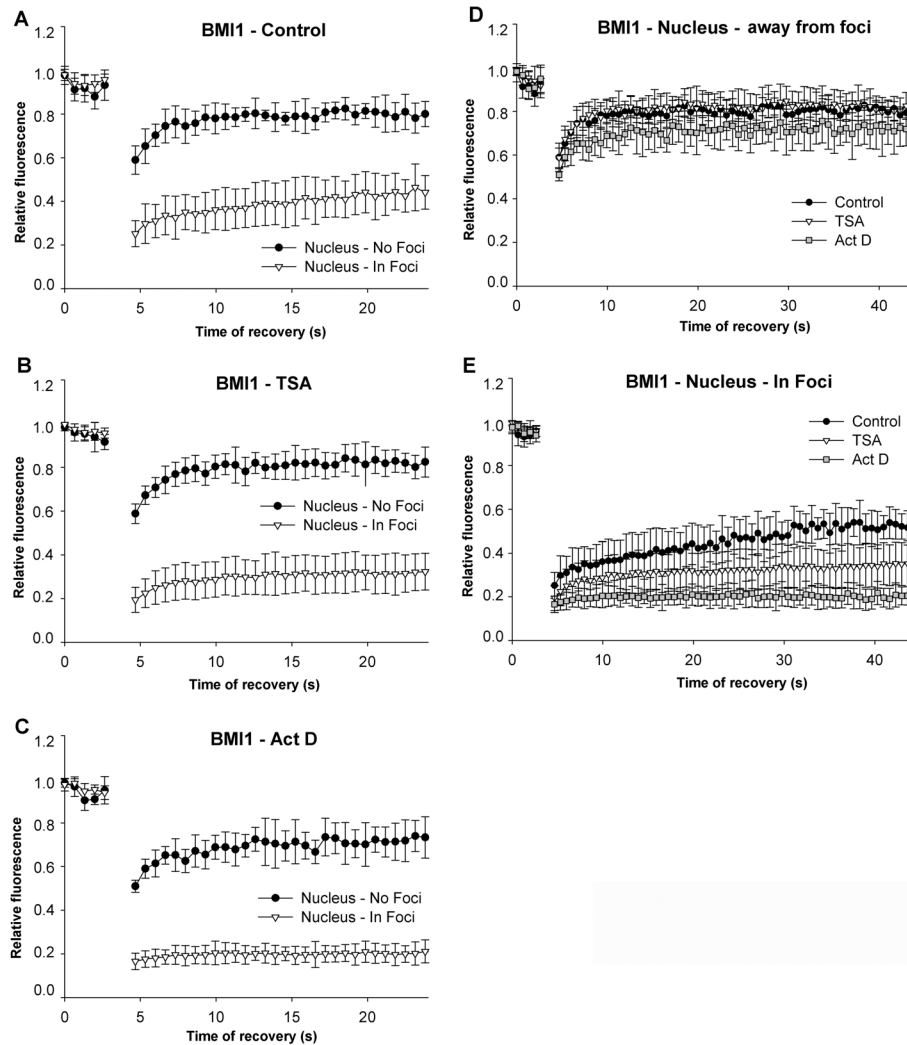 A
BMI1 - Control
1.2
1.0
0.8
0.6
0.4
0.2
0.0
Relative fluorescence
Nucleus - No Foci
Nucleus - In Foci
0 5 10 15 20
Time of recovery (s)
B
BMI1 - TSA
1.2
1.0
0.8
0.6
0.4
0.2
0.0
Relative fluorescence
Nucleus - No Foci
Nucleus - In Foci
0 5 10 15 20
Time of recovery (s)
C
BMI1 - Act D
1.2
1.0
0.8
0.6
0.4
0.2
0.0
Relative fluorescence
Nucleus - No Foci
Nucleus - In Foci
0 5 10 15 20
Time of recovery (s)
D
BMI1 - Nucleus - away from foci
1.2
1.0
0.8
0.6
0.4
0.2
0.0
Relative fluorescence
Control
TSA
Act D
0 10 20 30 40
Time of recovery (s)
E
BMI1 - Nucleus - In Foci
1.2
1.0
0.8
0.6
0.4
0.2
0.0
Relative fluorescence
Control
TSA
Act D
0 10 20 30 40
Time of recovery (s)